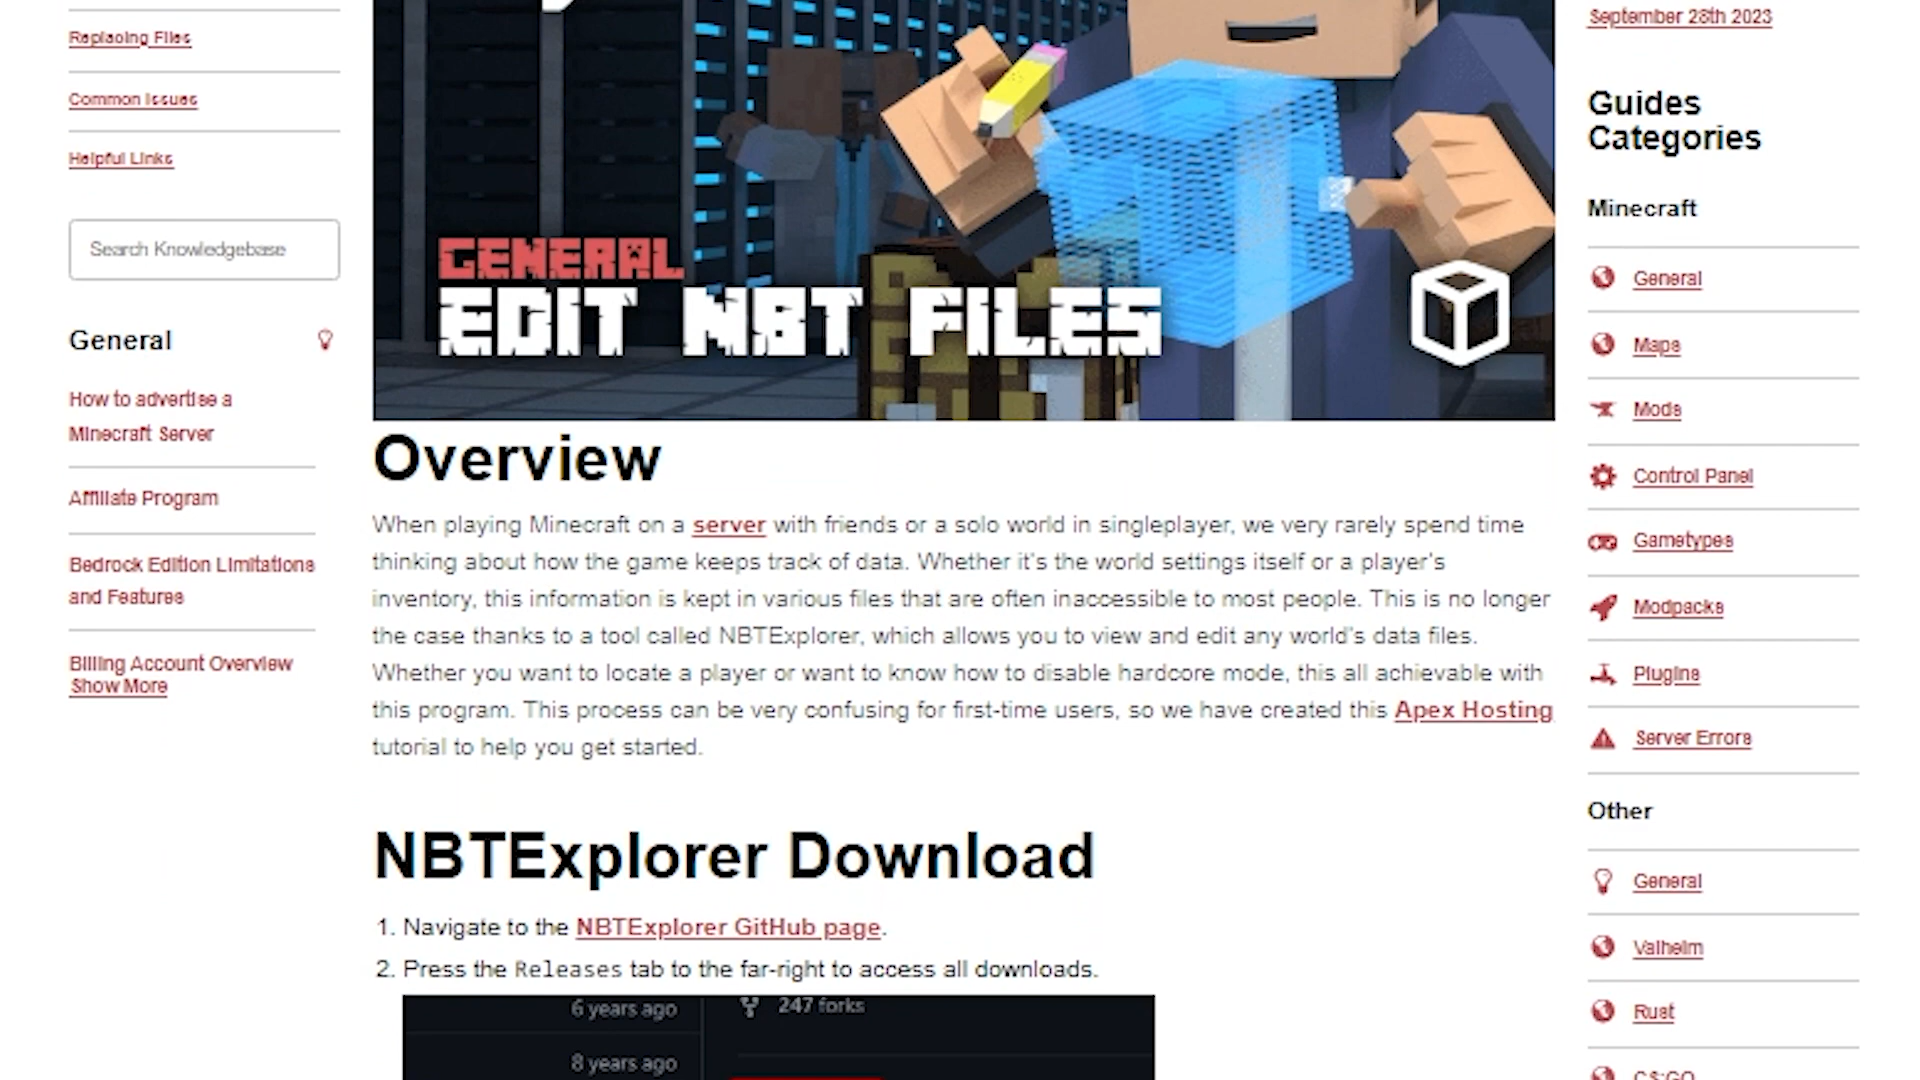 Replacing Files
Common Issues
Helpful Links
Search Knowledgebase
General
How to advertise a
Minecraft Server
Affiliate Program
Bedrock Edition Limitations
and Features
Billing Account Overview
Show More
GENERAL
EDIT NBT FILES
Overview
When playing Minecraft on a server with friends or a solo world in singleplayer, we very rarely spend time
thinking about how the game keeps track of data. Whether it's the world settings itself or a player's
inventory, this information is kept in various files that are often inaccessible to most people. This is no longer
the case thanks to a tool called NBTExplorer, which allows you to view and edit any world's data files.
Whether you want to locate a player or want to know how to disable hardcore mode, this all achievable with
this program. This process can be very confusing for first-time users, so we have created this Apex Hosting
tutorial to help you get started.
NBTExplorer Download
1. Navigate to the NBTExplorer GitHub page.
2. Press the Releases tab to the far-right to access all downloads.
6 years ago
247 forks
8 years ago
September 28th 2023
Guides
Categories
Minecraft
General
Maps
Mods
Control Panel
Gametypes
Modpacks
Plugins
Server Errors
Other
General
Valheim
Rust
CS:GO